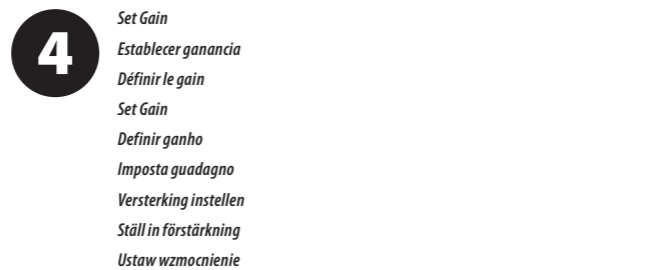 4
Set Gain
Establecer ganancia
Définir le gain
Set Gain
Definir ganho
Imposta guadagno
Versterking instellen
Ställ in förstärkning
Ustaw wzmocnienie